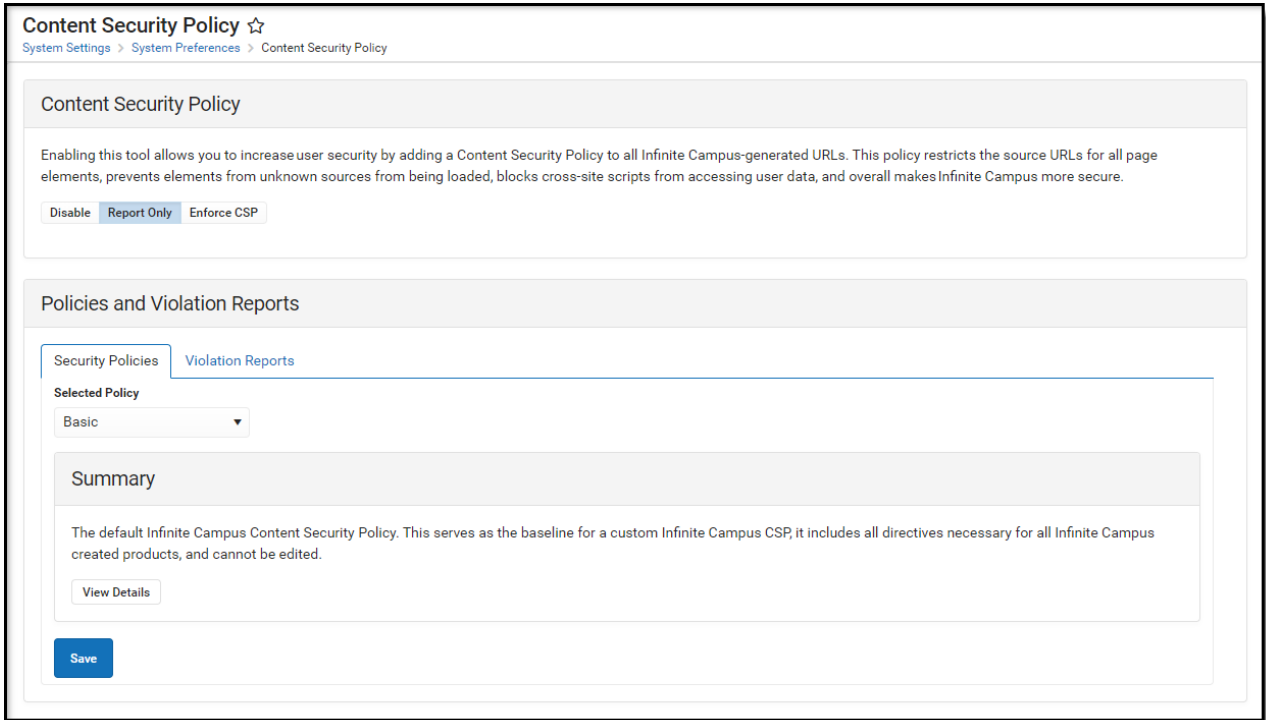 Content Security Policy
System Settings > System Preferences > Content Security Policy
Content Security Policy
Enabling this tool allows you to increase user security by adding a Content Security Policy to all Infinite Campus-generated URLs. This policy restricts the source URLs for all page
elements, prevents elements from unknown sources from being loaded, blocks cross-site scripts from accessing user data, and overall makes Infinite Campus more secure.
Disable Report Only Enforce CSP
Policies and Violation Reports
Security Policies Violation Reports
Selected Policy
Basic
Summary
The default Infinite Campus Content Security Policy. This serves as the baseline for a custom Infinite Campus CSP, it includes all directives necessary for all Infinite Campus
created products, and cannot be edited.
View Details
Save